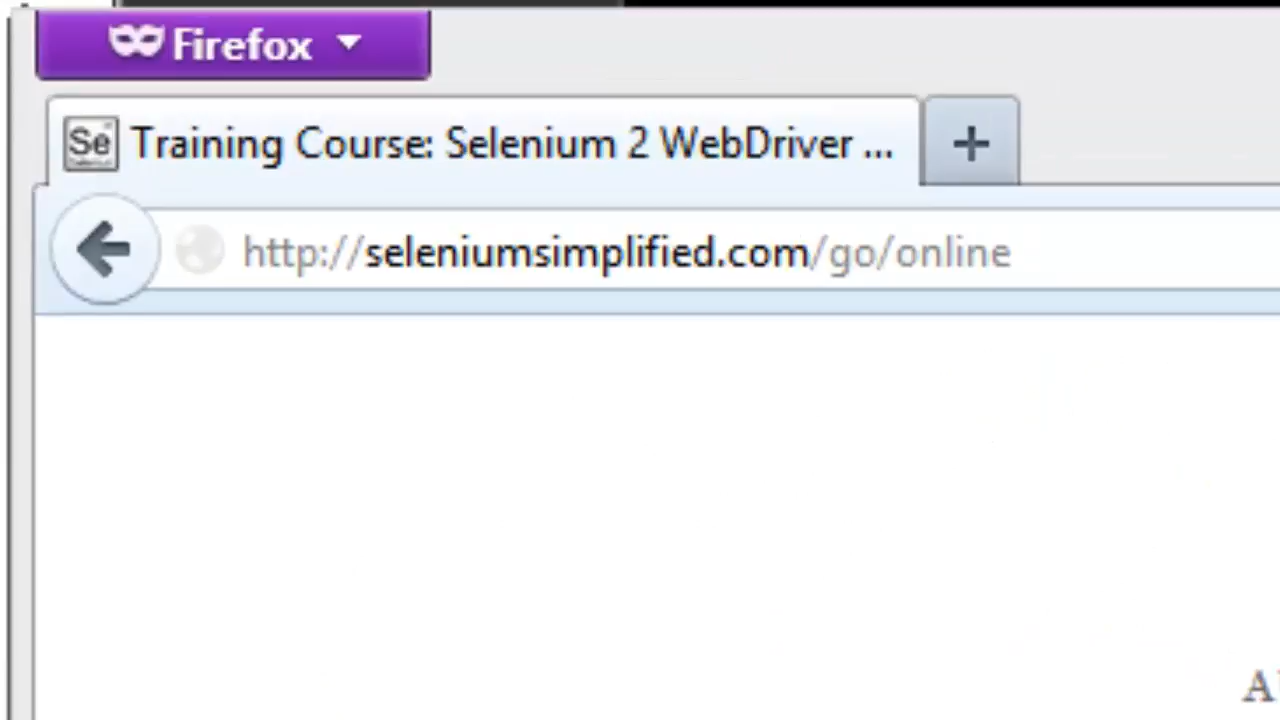 Firefox
Se Training Course: Selenium 2 WebDriver ...
http://seleniumsimplified.com/go/online